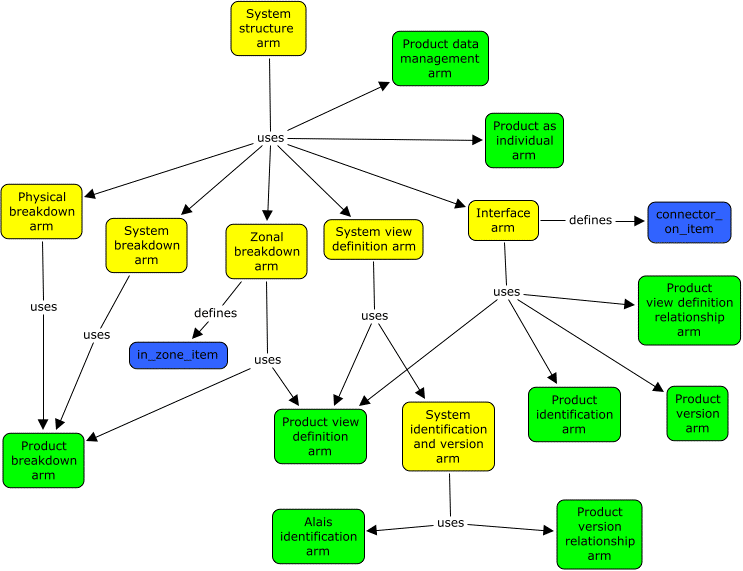 System
structure
arm
Product data
management
arm
uses
Product as
individual
arm
Physical
breakdown
arm
System
breakdown
arm
Zonal
breakdown
arm
System view
definition arm
Interface
arm
defines
connector_
on_item
uses
uses
defines
in_zone_item
uses
uses
uses
Product
view definition
relationship
arm
Product
breakdown
arm
Product view
definition
arm
System
identification
and version
arm
Product
identification
arm
Product
version
arm
Alais
identification
arm
uses
Product
version
relationship
arm